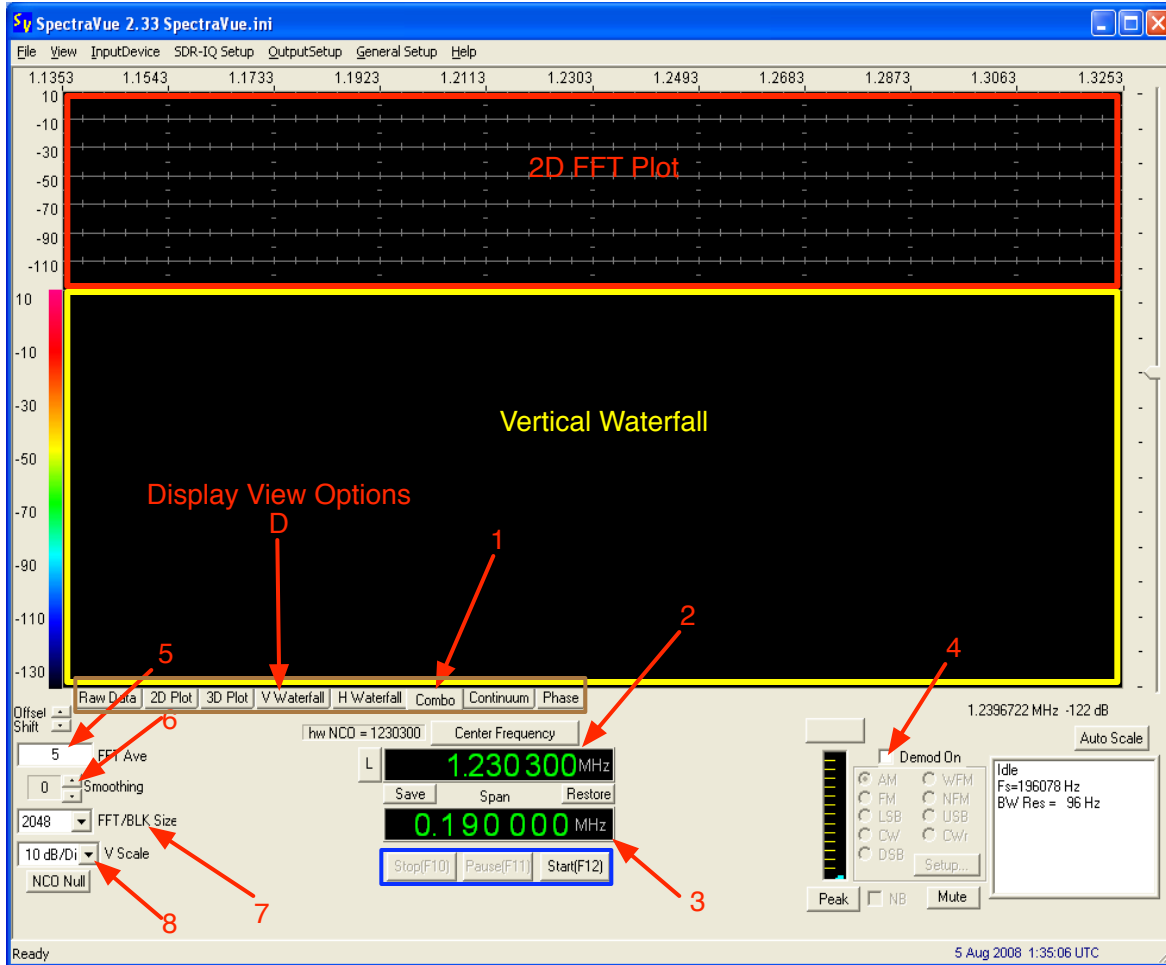 SpectraVue 2.33 SpectraVue.ini
File View InputDevice SDR-IQ Setup OutputSetup General Setup Help
1.1353 1.1543 1.1733 1.1923 1.2113 1.2303 1.2493 1.2683 1.2873 1.3063 1.3253
10
-10
-30
-50
-70
-90
-110
2D FFT Plot
10
-10
-30
-50
-70
-90
-110
-130
Vertical Waterfall
Display View Options
D
1
2
3
4
5
6
7
8
Raw Data 2D Plot 3D Plot V Waterfall H Waterfall Combo Continuum Phase
Offset
Shift
5 FFT Ave
0 Smoothing
2048 FFT/BLK Size
10 dB/Di V Scale
NCO Null
hw NCO = 1230300 Center Frequency
L 1.230 300 MHz
Save Span Restore
0.190 000 MHz
Stop(F10) Pause(F11) Start(F12)
1.2396722 MHz -122 dB
Auto Scale
Demod On
AM WFM
FM NFM
LSB USB
CW CWr
DSB Setup...
Peak NB Mute
Idle
Fs=196078 Hz
BW Res = 96 Hz
Ready
5 Aug 2008 1:35:06 UTC